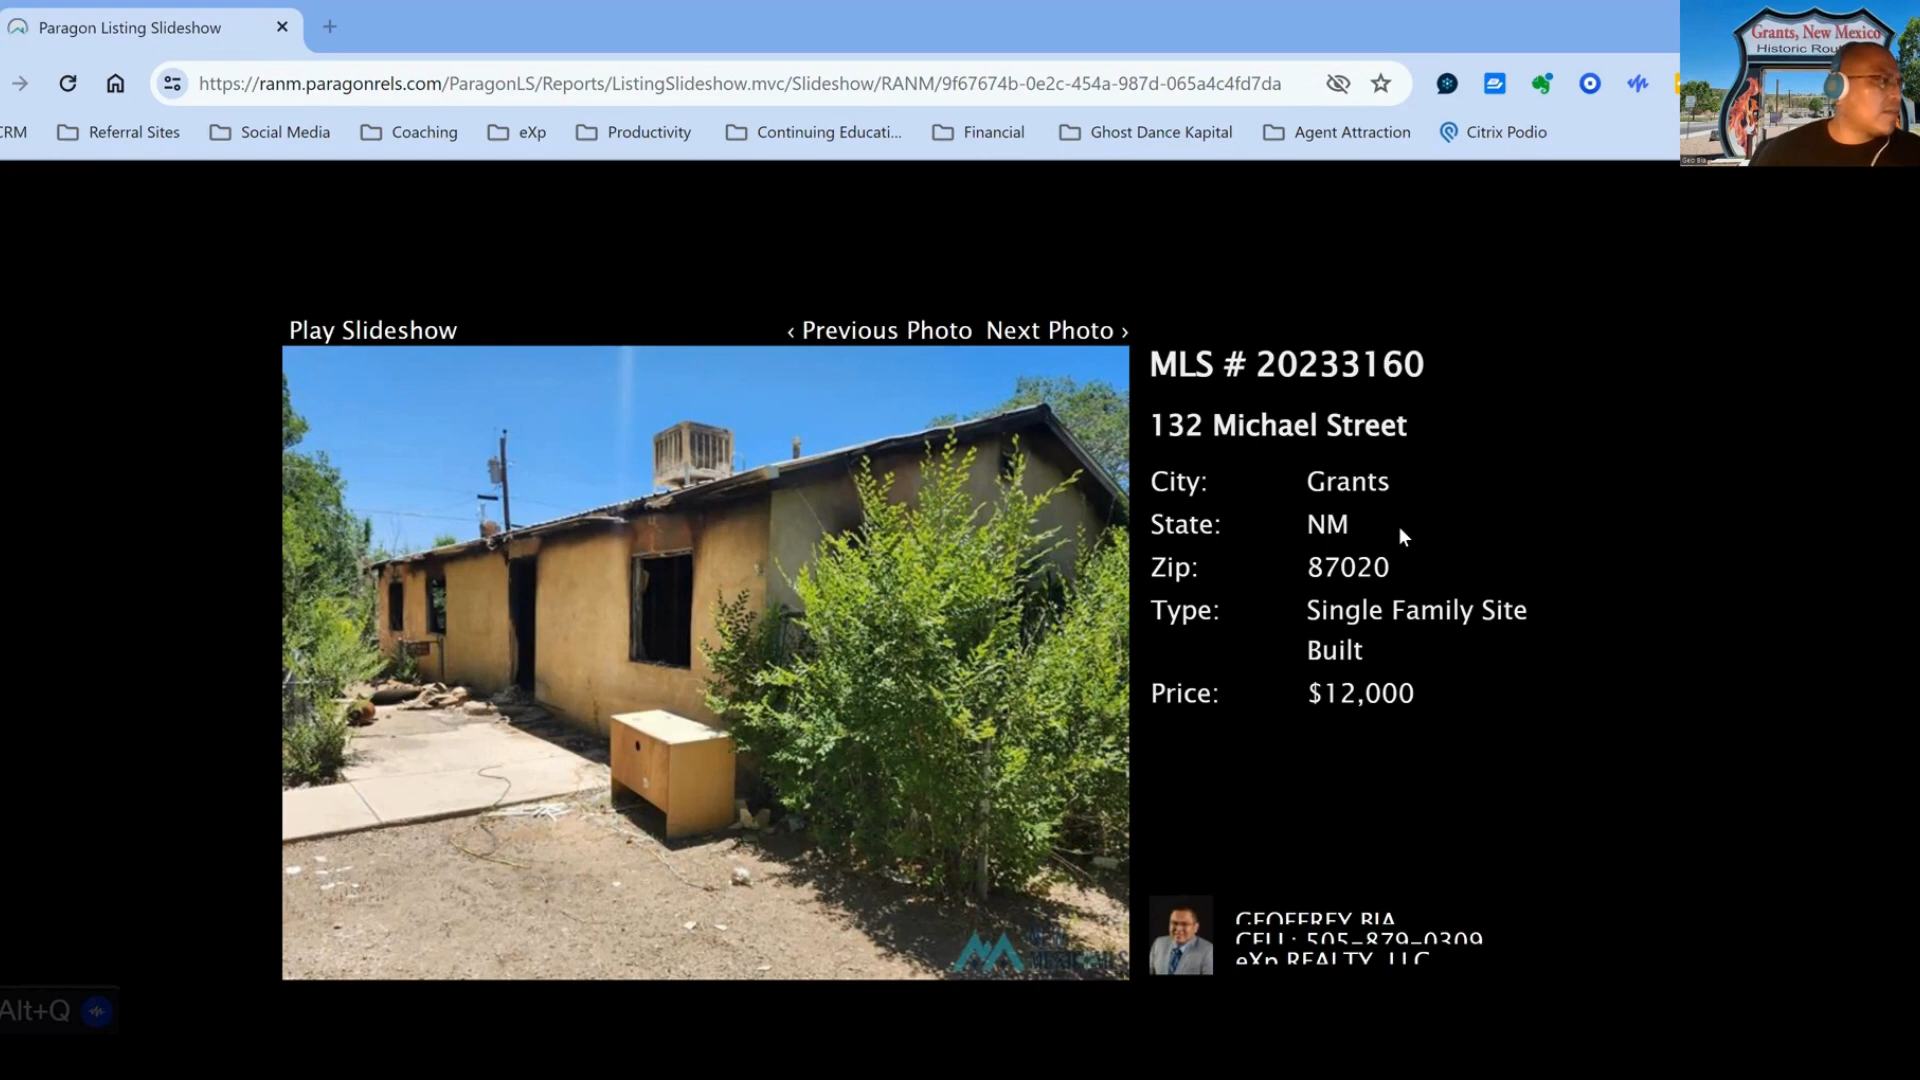 Paragon Listing Slideshow
https://ranm.paragonrels.com/ParagonLS/Reports/ListingSlideshow.mvc/Slideshow/RANM/9f67674b-0e2c-454a-987d-065a4c4fd7da
CRM Referral Sites Social Media Coaching eXp Productivity Continuing Educati... Financial Ghost Dance Kapital Agent Attraction Citrix Podio
Grants, New Mexico
Historic
Geo Bia
Play Slideshow ‹ Previous Photo Next Photo ›
MLS # 20233160
132 Michael Street
City: Grants
State: NM
Zip: 87020
Type: Single Family Site
Built
Price: $12,000
GEOFFREY BIA
CELL: 505-879-0309
eXp REALTY, LLC
Alt+Q